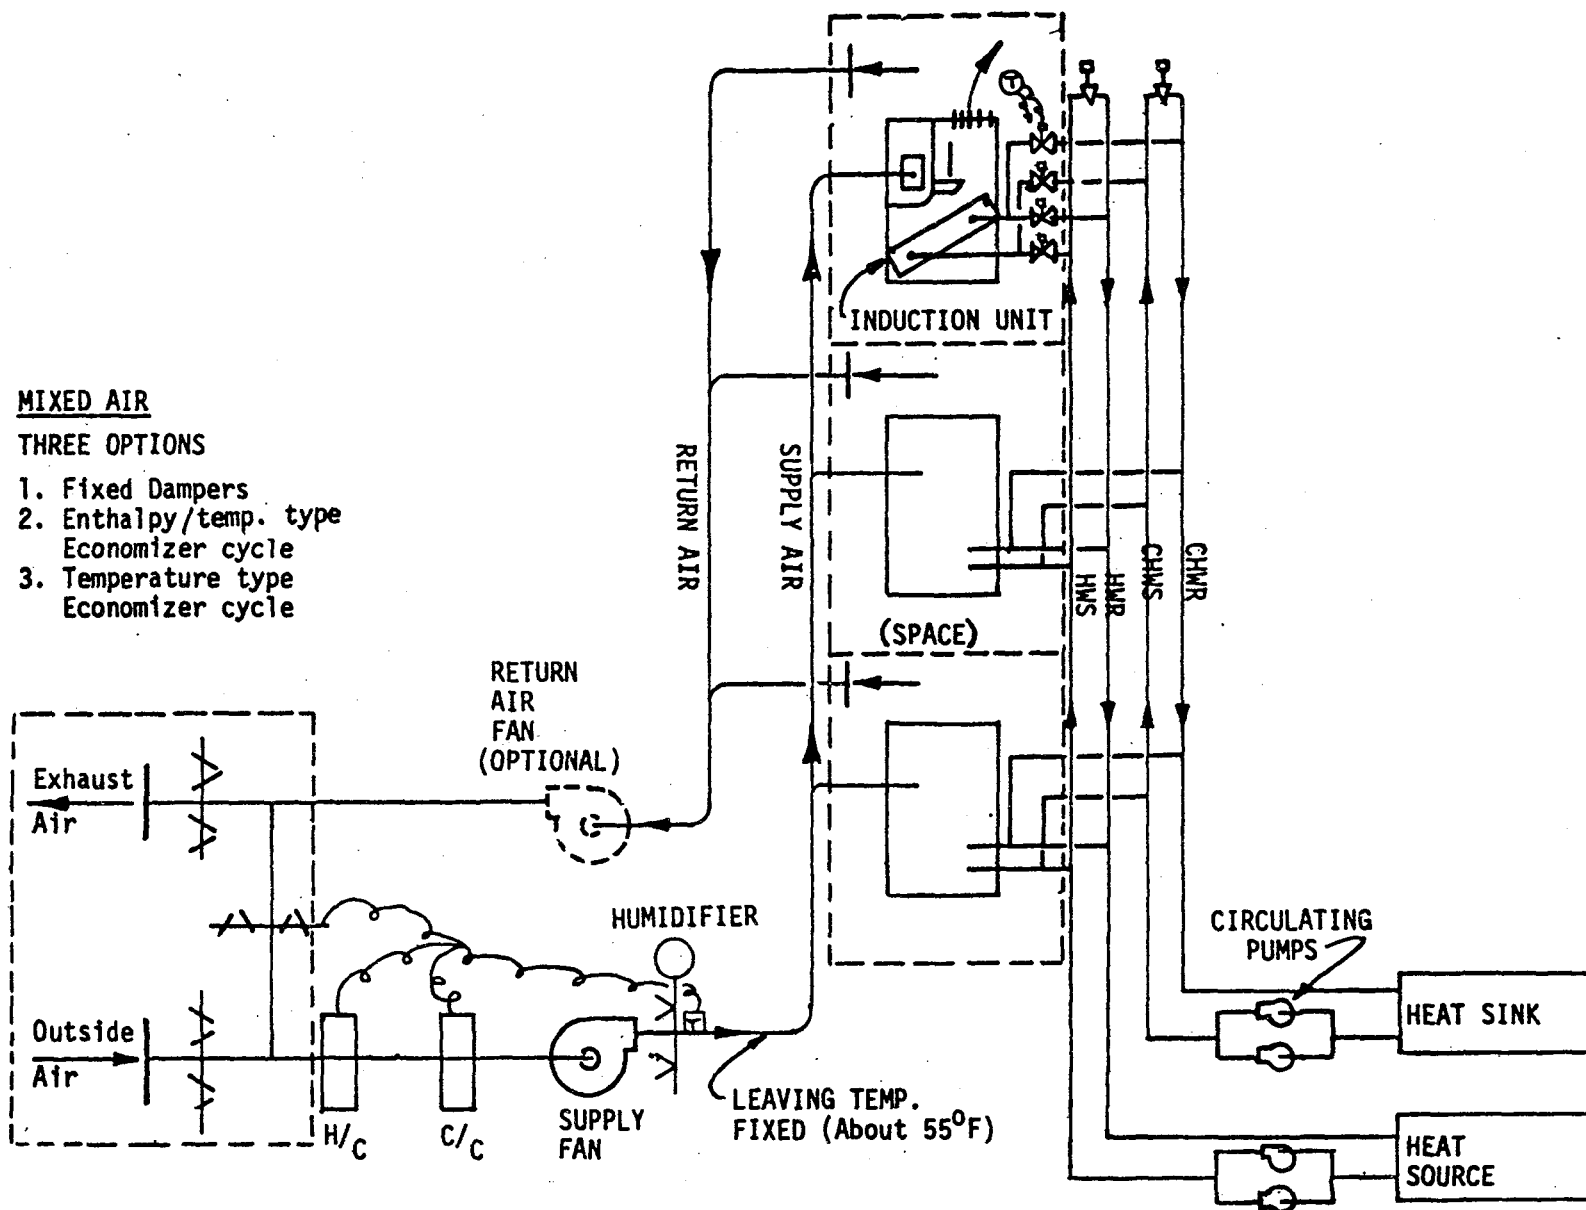 INDUCTION UNIT
MIXED AIR
THREE OPTIONS
1. Fixed Dampers
2. Enthalpy/temp. type
Economizer cycle
3. Temperature type
Economizer cycle
RETURN AIR
SUPPLY AIR
HWS
HWR
CHWS
CHWR
(SPACE)
RETURN
AIR
FAN
(OPTIONAL)
Exhaust
Air
HUMIDIFIER
T
T
CIRCULATING
PUMPS
HEAT SINK
Outside
Air
H/C
C/C
SUPPLY
FAN
LEAVING TEMP.
FIXED (About 55°F)
HEAT
SOURCE